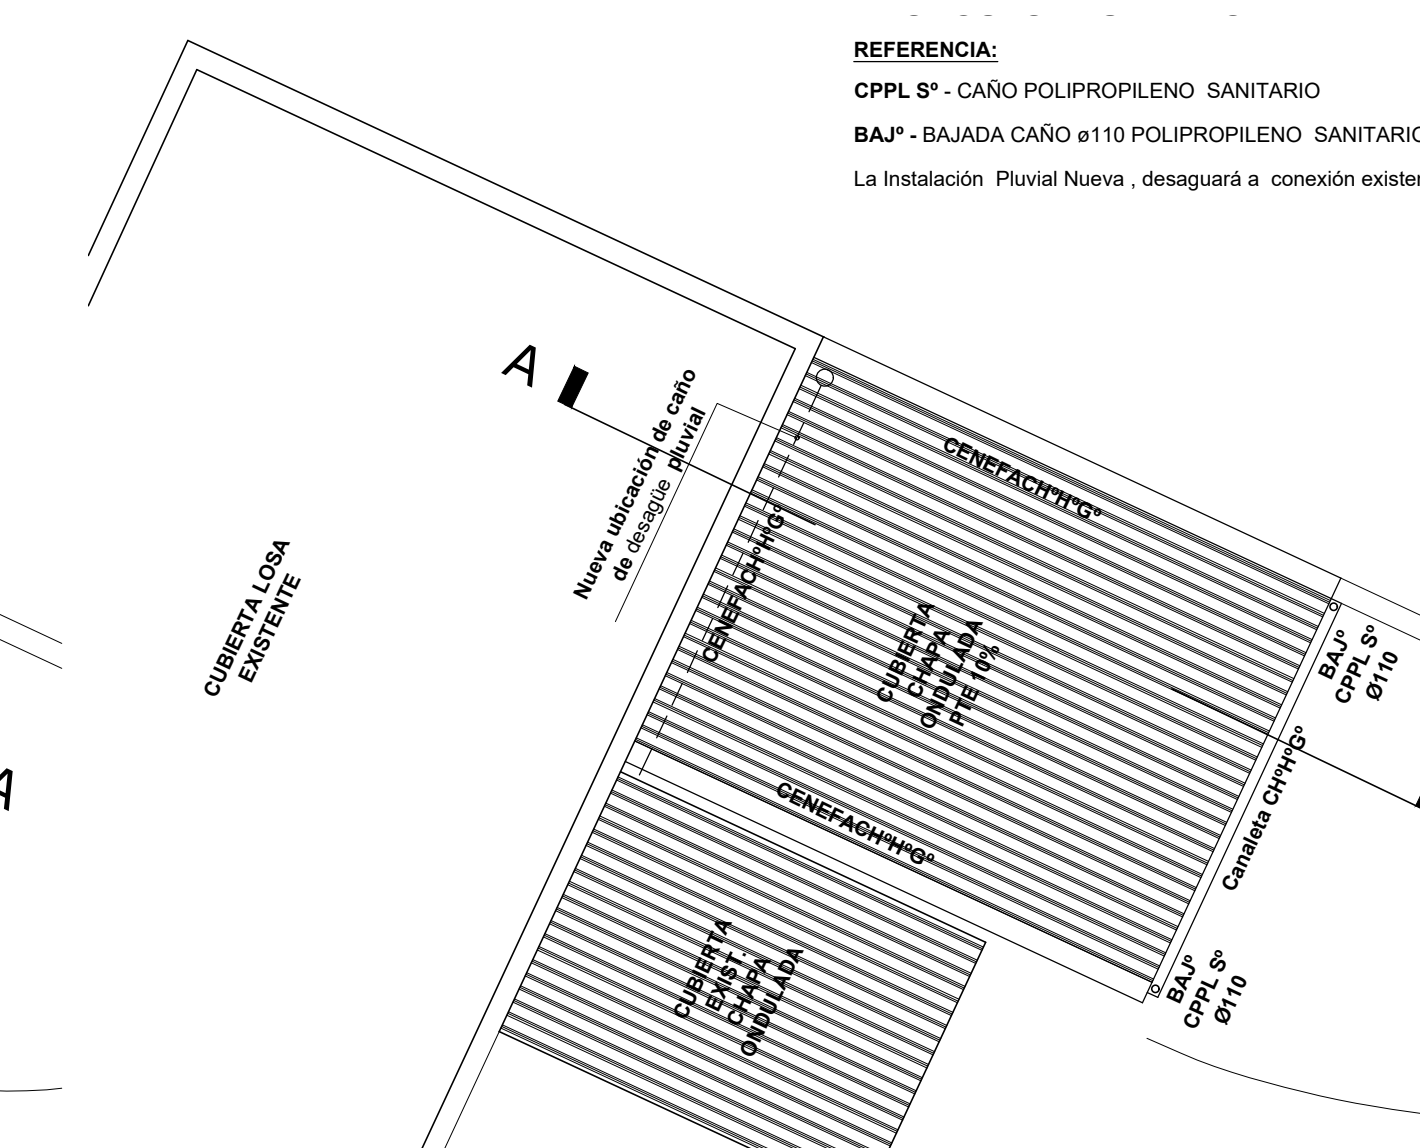 REFERENCIA:
CPPL Sº - CAÑO POLIPROPILENO SANITARIO
BAJº - BAJADA CAÑO ø110 POLIPROPILENO SANITARIO
La Instalación Pluvial Nueva , desaguará a conexión
A
Nueva ubicación de caño
de desagüe pluvial
CENEFACHºHºGº
CENEFACHºHºGº
CUBIERTA LOSA
EXISTENTE
CUBIERTA
CHAPA
ONDULADA
PTE 10%
BAJº
CPPL Sº
Ø110
Canaleta CHºHºGº
A
CENEFACHºHºGº
CUBIERTA
EXIST.
CHAPA
ONDULADA
BAJº
CPPL Sº
Ø110